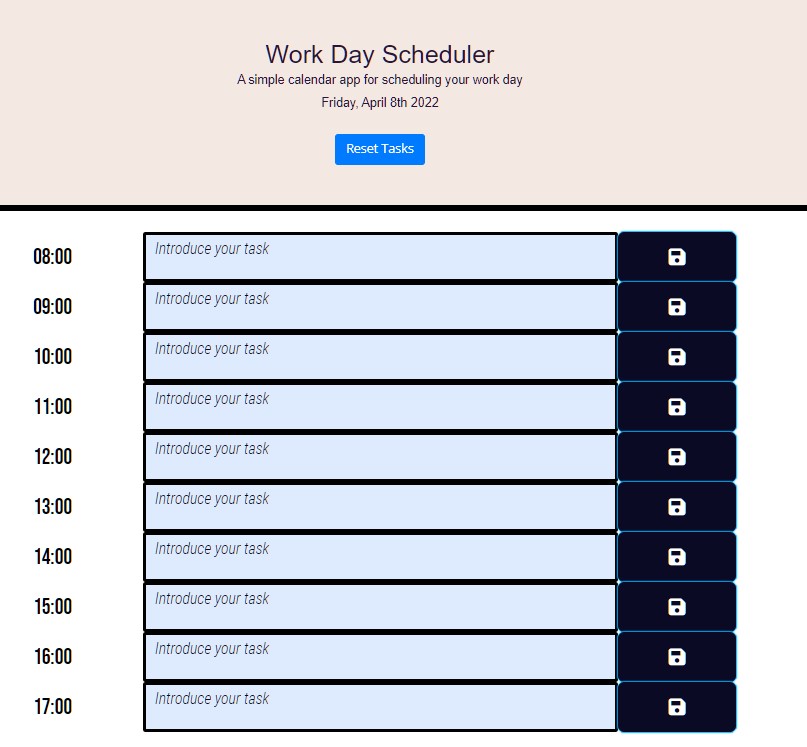 Work Day Scheduler
A simple calendar app for scheduling your work day
Friday, April 8th 2022
Reset Tasks
08:00 Introduce your task
09:00 Introduce your task
10:00 Introduce your task
11:00 Introduce your task
12:00 Introduce your task
13:00 Introduce your task
14:00 Introduce your task
15:00 Introduce your task
16:00 Introduce your task
17:00 Introduce your task